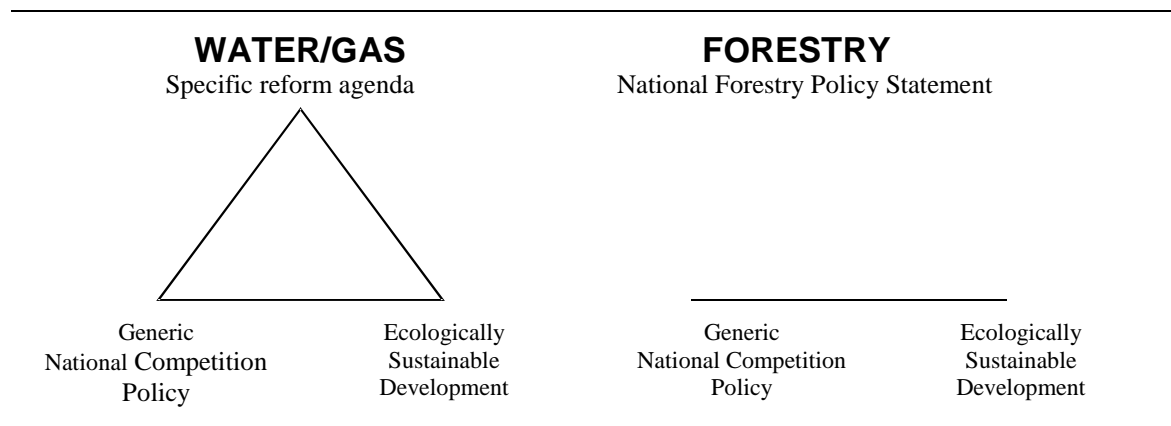 WATER/GAS
Specific reform agenda
FORESTRY
National Forestry Policy Statement
Generic
National Competition
Policy
Ecologically
Sustainable
Development
Generic
National Competition
Policy
Ecologically
Sustainable
Development